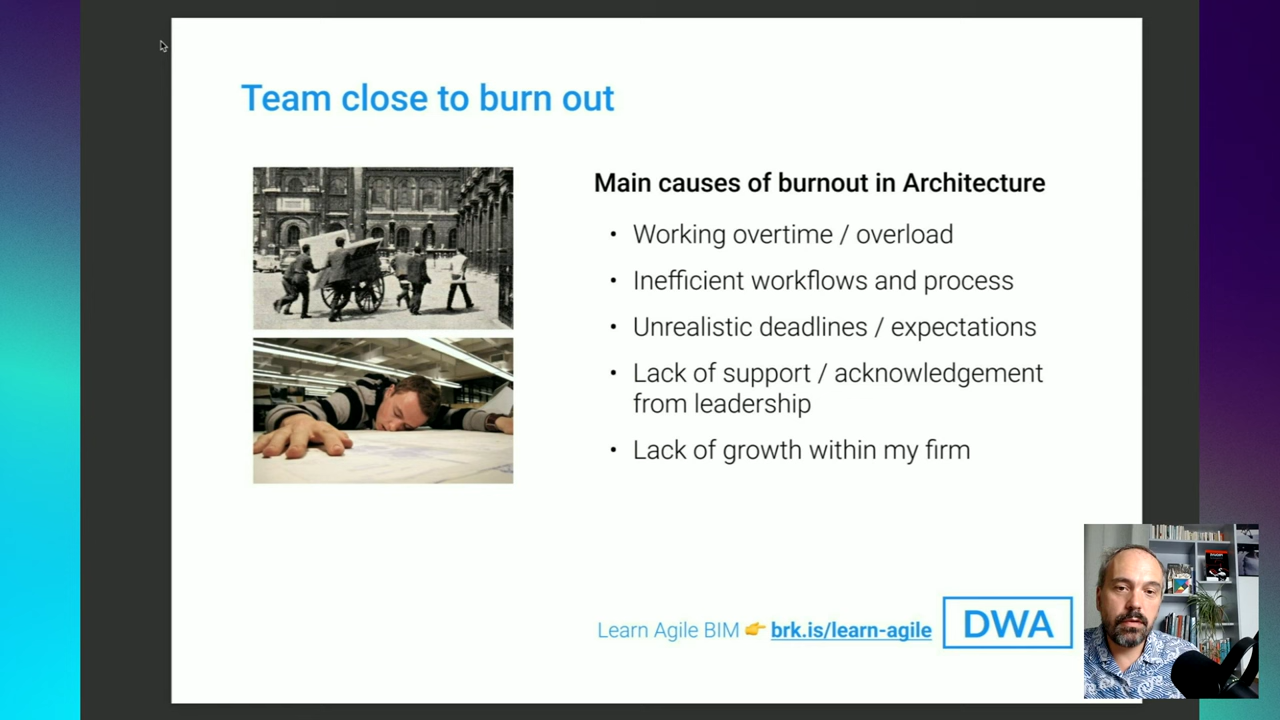 Team close to burn out
Main causes of burnout in Architecture
• Working overtime / overload
• Inefficient workflows and process
• Unrealistic deadlines / expectations
• Lack of support / acknowledgement
from leadership
• Lack of growth within my firm
Learn Agile BIM 👉 brk.is/learn-agile
DWA